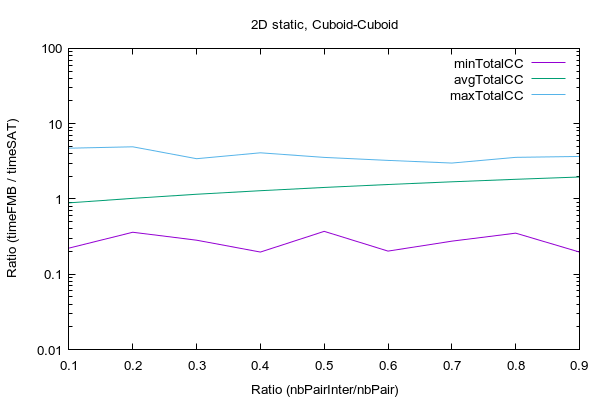 2D static, Cuboid-Cuboid
minTotalCC
avgTotalCC
maxTotalCC
Ratio (timeFMB / timeSAT)
100
10
1
0.1
0.01
0.1 0.2 0.3 0.4 0.5 0.6 0.7 0.8 0.9
Ratio (nbPairInter/nbPair)